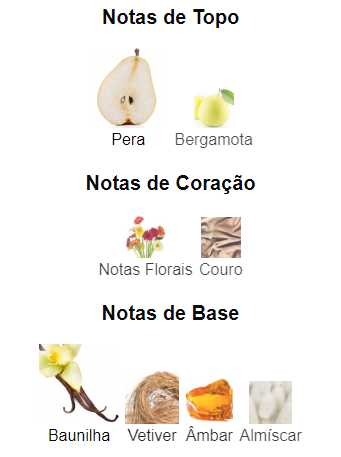 Notas de Topo
Pera Bergamota
Notas de Coração
Notas Florais Couro
Notas de Base
Baunilha Vetiver Âmbar Almíscar